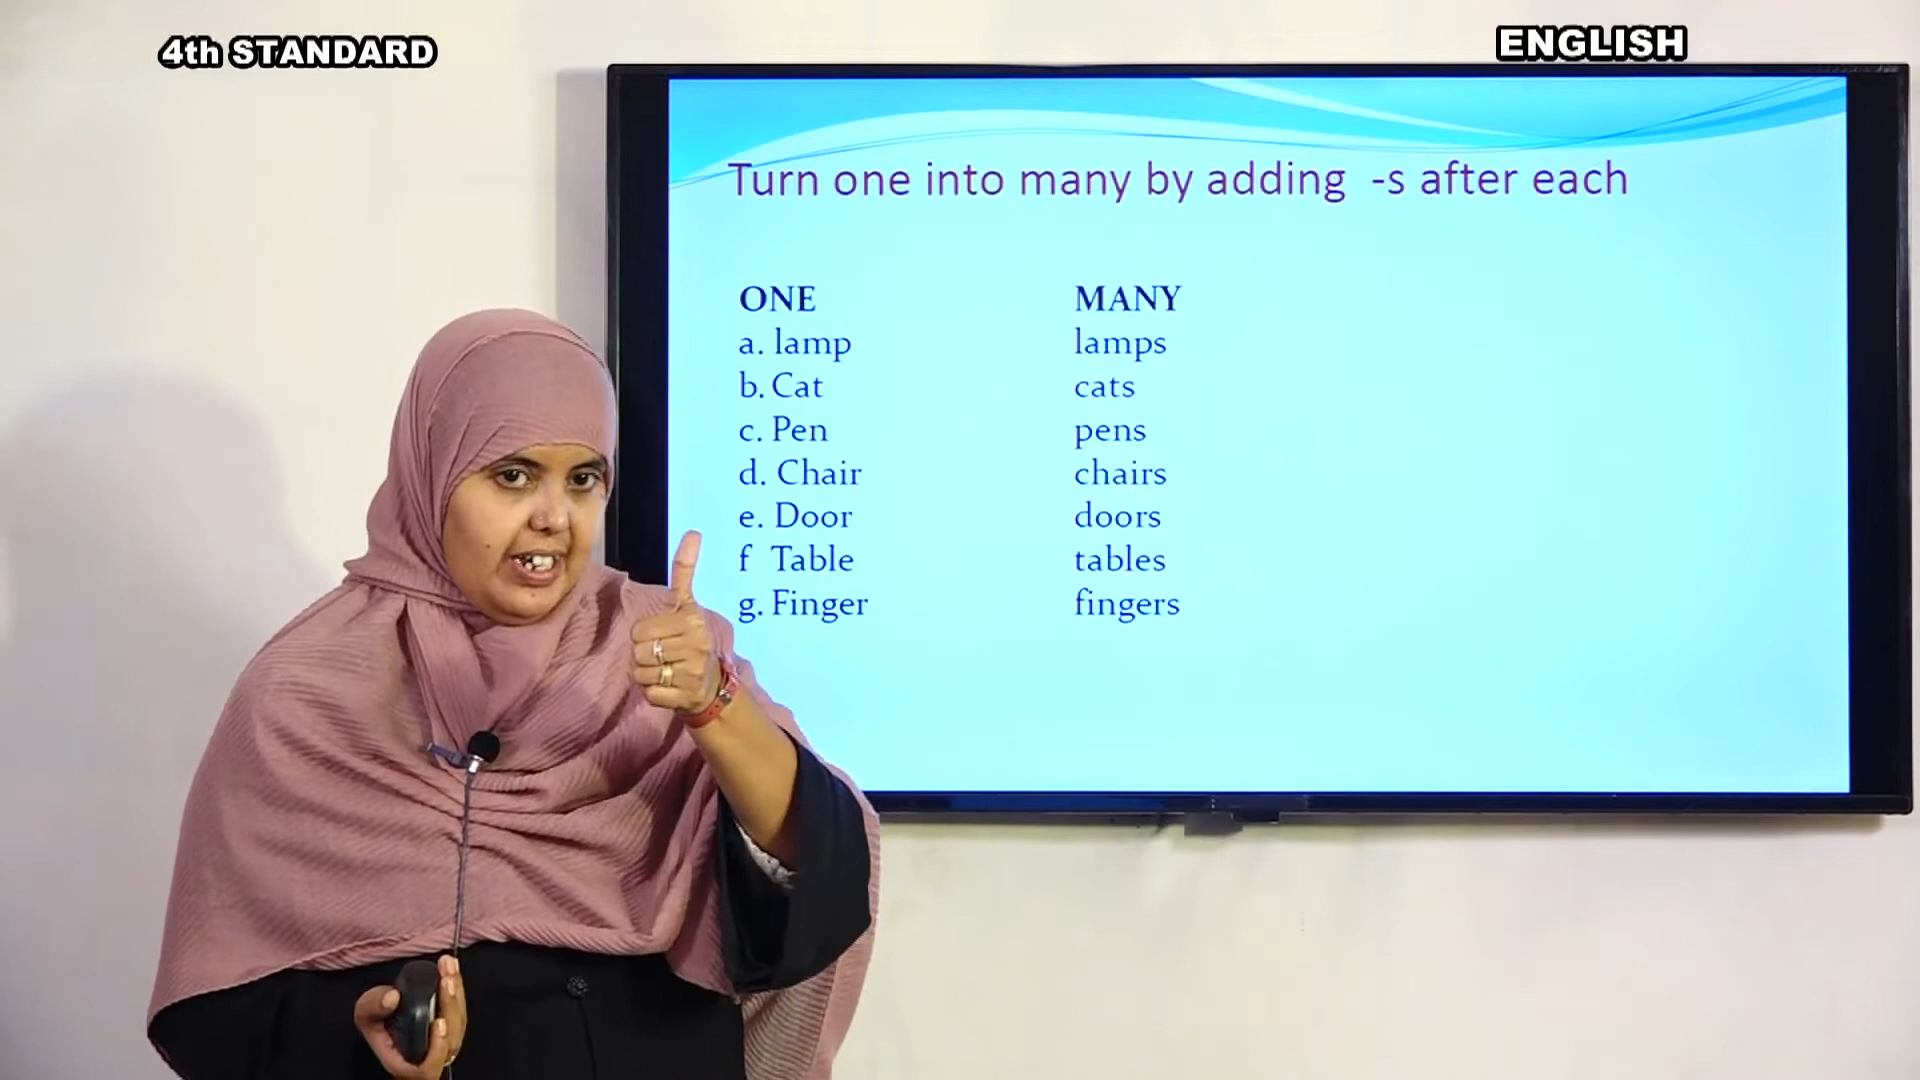 4th STANDARD
ENGLISH
Turn one into many by adding -s after each
ONE MANY
a. lamp lamps
b. Cat cats
c. Pen pens
d. Chair chairs
e. Door doors
f Table tables
g. Finger fingers